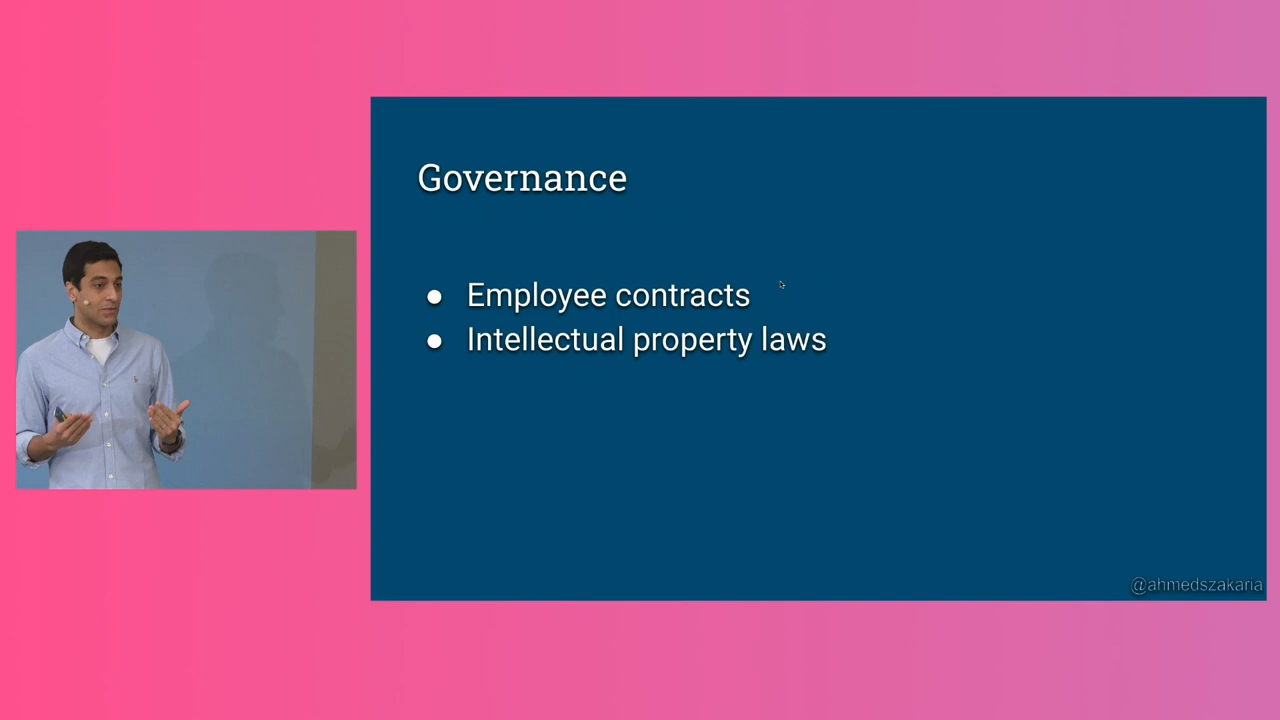 Governance
● Employee contracts
● Intellectual property laws
@ahmedszakaria